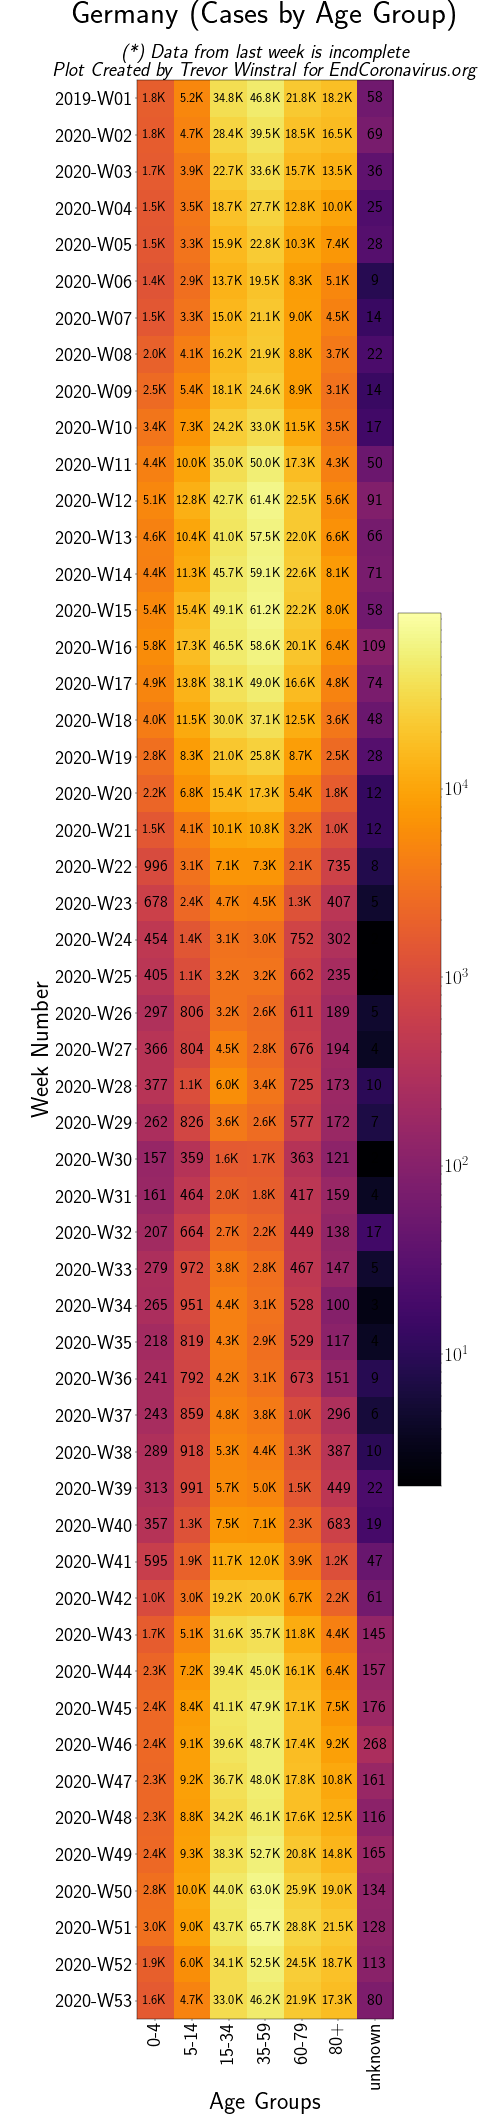 Germany (Cases by Age Group)
(*) Data from last week is incomplete
Plot Created by Trevor Winstral for EndCoronavirus.org
2019-W01 1.8K 5.2K 34.8K 46.8K 21.8K 18.2K 58
2020-W02 1.8K 4.7K 28.4K 39.5K 18.5K 16.5K 69
2020-W03 1.7K 3.9K 22.7K 33.6K 15.7K 13.5K 36
2020-W04 1.5K 3.5K 18.7K 27.7K 12.8K 10.0K 25
2020-W05 1.5K 3.3K 15.9K 22.8K 10.3K 7.4K 28
2020-W06 1.4K 2.9K 13.7K 19.5K 8.3K 5.1K 9
2020-W07 1.5K 3.3K 15.0K 21.1K 9.0K 4.5K 14
2020-W08 2.0K 4.1K 16.2K 21.9K 8.8K 3.7K 22
2020-W09 2.5K 5.4K 18.1K 24.6K 8.9K 3.1K 14
2020-W10 3.4K 7.3K 24.2K 33.0K 11.5K 3.5K 17
2020-W11 4.4K 10.0K 35.0K 50.0K 17.3K 4.3K 50
2020-W12 5.1K 12.8K 42.7K 61.4K 22.5K 5.6K 91
2020-W13 4.6K 10.4K 41.0K 57.5K 22.0K 6.6K 66
2020-W14 4.4K 11.3K 45.7K 59.1K 22.6K 8.1K 71
2020-W15 5.4K 15.4K 49.1K 61.2K 22.2K 8.0K 58
2020-W16 5.8K 17.3K 46.5K 58.6K 20.1K 6.4K 109
2020-W17 4.9K 13.8K 38.1K 49.0K 16.6K 4.8K 74
2020-W18 4.0K 11.5K 30.0K 37.1K 12.5K 3.6K 48
2020-W19 2.8K 8.3K 21.0K 25.8K 8.7K 2.5K 28
2020-W20 2.2K 6.8K 15.4K 17.3K 5.4K 1.8K 12
2020-W21 1.5K 4.1K 10.1K 10.8K 3.2K 1.0K 12
2020-W22 996 3.1K 7.1K 7.3K 2.1K 735 8
2020-W23 678 2.4K 4.7K 4.5K 1.3K 407 5
2020-W24 454 1.4K 3.1K 3.0K 752 302
2020-W25 405 1.1K 3.2K 3.2K 662 235
2020-W26 297 806 3.2K 2.6K 611 189 5
2020-W27 366 804 4.5K 2.8K 676 194 4
2020-W28 377 1.1K 6.0K 3.4K 725 173 10
2020-W29 262 826 3.6K 2.6K 577 172 7
2020-W30 157 359 1.6K 1.7K 363 121
2020-W31 161 464 2.0K 1.8K 417 159 4
2020-W32 207 664 2.7K 2.2K 449 138 17
2020-W33 279 972 3.8K 2.8K 467 147 5
2020-W34 265 951 4.4K 3.1K 528 100
2020-W35 218 819 4.3K 2.9K 529 117 4
2020-W36 241 792 4.2K 3.1K 673 151 9
2020-W37 243 859 4.8K 3.8K 1.0K 296 6
2020-W38 289 918 5.3K 4.4K 1.3K 387 10
2020-W39 313 991 5.7K 5.0K 1.5K 449 22
2020-W40 357 1.3K 7.5K 7.1K 2.3K 683 19
2020-W41 595 1.9K 11.7K 12.0K 3.9K 1.2K 47
2020-W42 1.0K 3.0K 19.2K 20.0K 6.7K 2.2K 61
2020-W43 1.7K 5.1K 31.6K 35.7K 11.8K 4.4K 145
2020-W44 2.3K 7.2K 39.4K 45.0K 16.1K 6.4K 157
2020-W45 2.4K 8.4K 41.1K 47.9K 17.1K 7.5K 176
2020-W46 2.4K 9.1K 39.6K 48.7K 17.4K 9.2K 268
2020-W47 2.3K 9.2K 36.7K 48.0K 17.8K 10.8K 161
2020-W48 2.3K 8.8K 34.2K 46.1K 17.6K 12.5K 116
2020-W49 2.4K 9.3K 38.3K 52.7K 20.8K 14.8K 165
2020-W50 2.8K 10.0K 44.0K 63.0K 25.9K 19.0K 134
2020-W51 3.0K 9.0K 43.7K 65.7K 28.8K 21.5K 128
2020-W52 1.9K 6.0K 34.1K 52.5K 24.5K 18.7K 113
2020-W53 1.6K 4.7K 33.0K 46.2K 21.9K 17.3K 80
0-4 5-14 15-34 35-59 60-79 80+ unknown
Age Groups
Week Number
10^4
10^3
10^2
10^1